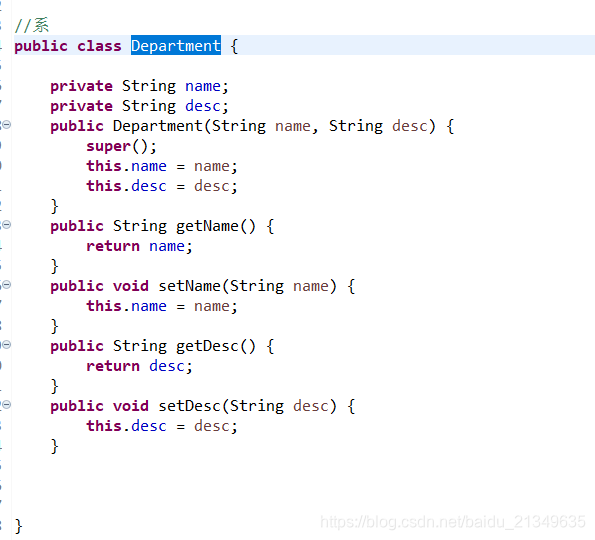 //系
public class Department {
private String name;
private String desc;
public Department(String name, String desc) {
super();
this.name = name;
this.desc = desc;
}
public String getName() {
return name;
}
public void setName(String name) {
this.name = name;
}
public String getDesc() {
return desc;
}
public void setDesc(String desc) {
this.desc = desc;
}
}
https://blog.csdn.net/baidu_21349635